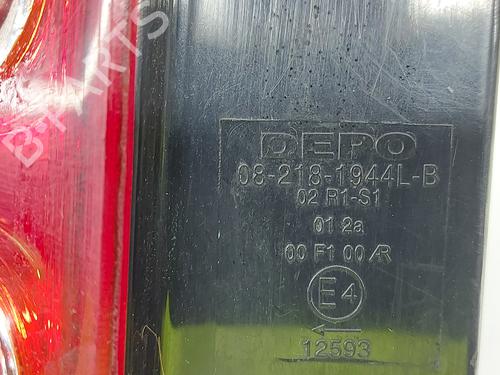 B-PARTS
DEPO
08-218-1944L-B
02 R1-S1
01 2a
00 F1 00 AR
E4
12593